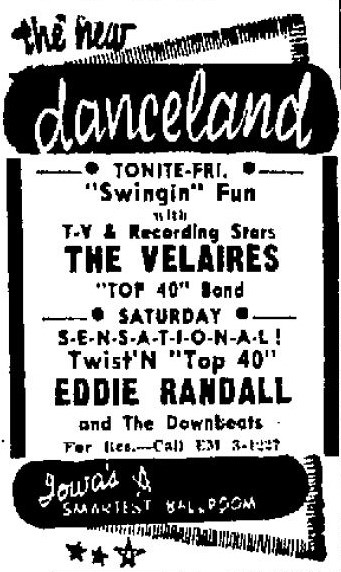 the new
danceland
TONITE-FRI.
"Swingin" Fun
with
T-V & Recording Stars
THE VELAIRES
"TOP 40" Band
SATURDAY
S-E-N-S-A-T-I-O-N-A-L!
Twist'N "Top 40"
EDDIE RANDALL
and The Downbeats
For Res.—Call EM 3-1227
Iowa's
SMARTEST BALLROOM